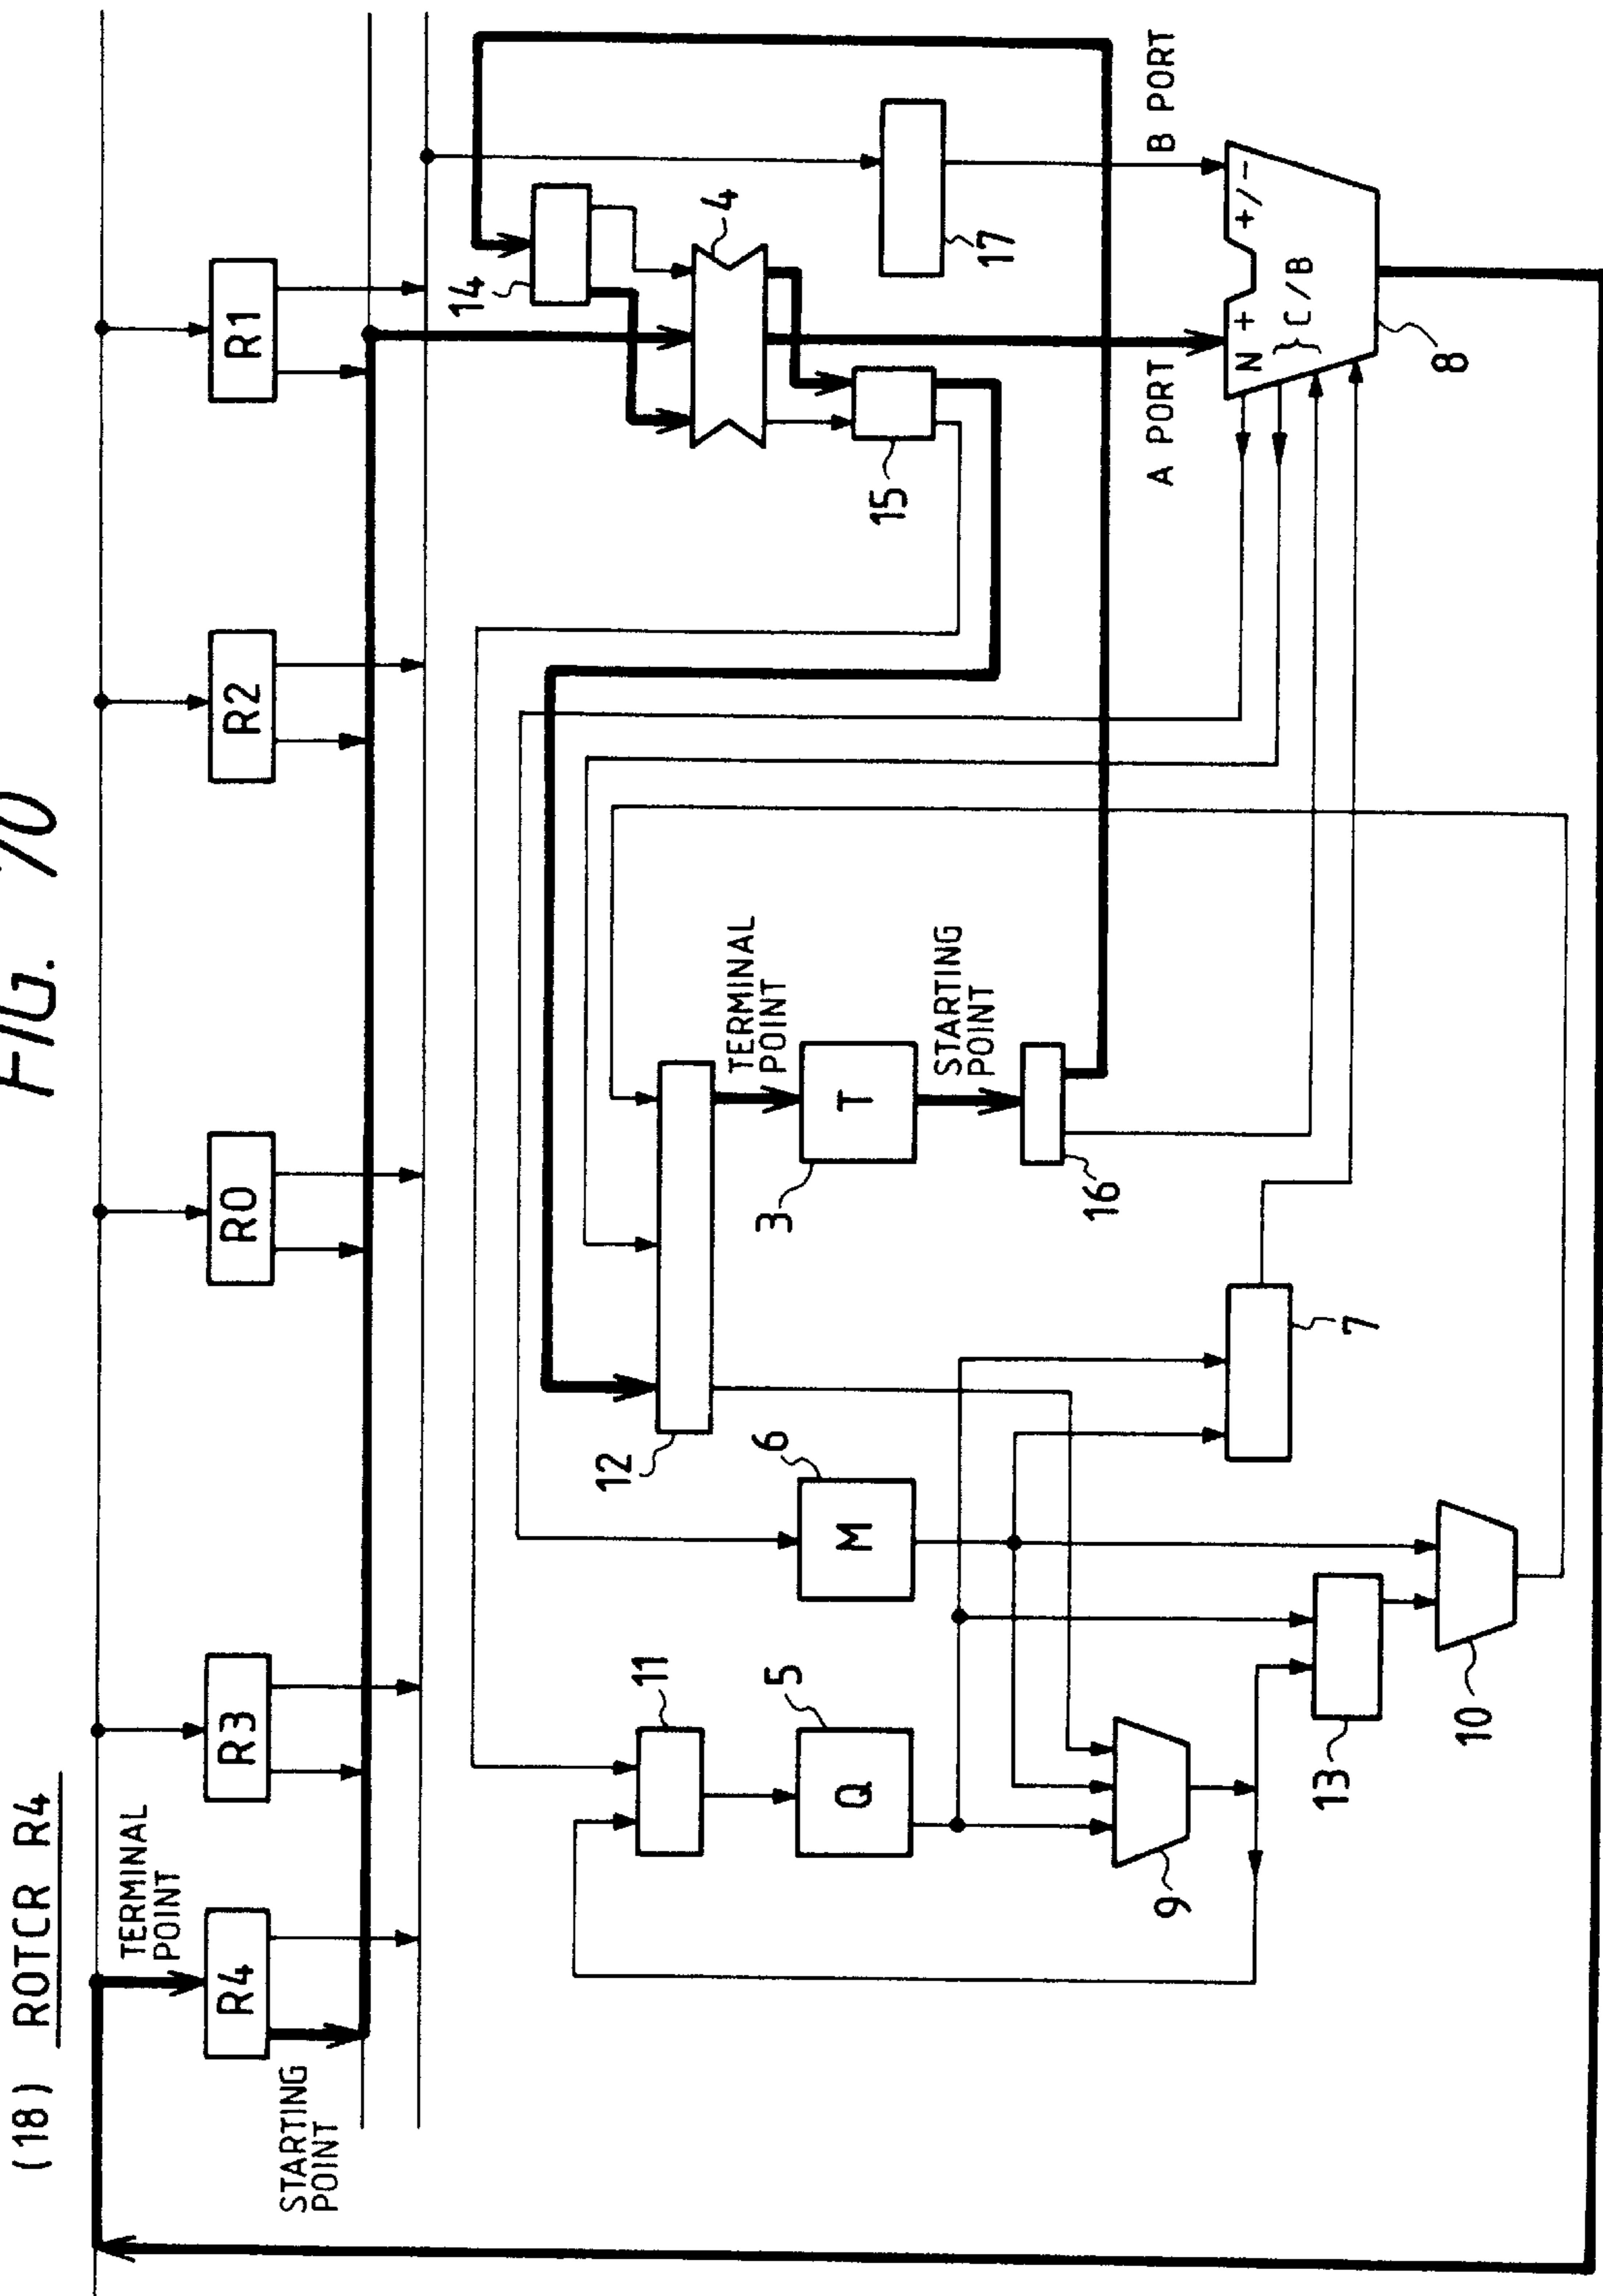 FIG. 70
(18) ROTCR R4
TERMINAL
POINT
STARTING
POINT
R4
R3
R0
R2
R1
14
4
15
17
11
5
Q
6
M
12
TERMINAL
POINT
3
T
STARTING
POINT
16
7
9
13
10
A PORT
B PORT
N + +/-
}C/B
8